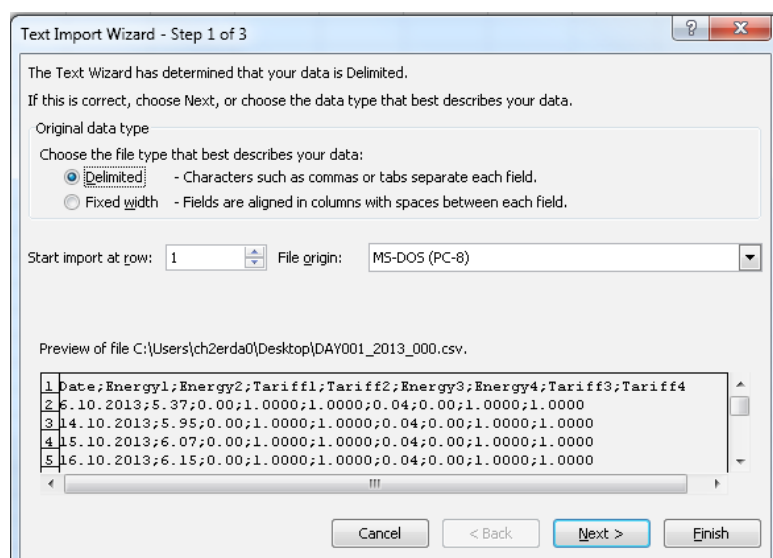 Text Import Wizard - Step 1 of 3
The Text Wizard has determined that your data is Delimited.
If this is correct, choose Next, or choose the data type that best describes your data.
Original data type
Choose the file type that best describes your data:
Delimited - Characters such as commas or tabs separate each field.
Fixed width - Fields are aligned in columns with spaces between each field.
Start import at row: 1 File origin: MS-DOS (PC-8)
Preview of file C:\Users\ch2erda0\Desktop\DAY001_2013_000.csv.
1 Date;Energy1;Energy2;Tariff1;Tariff2;Energy3;Energy4;Tariff3;Tariff4
2 6.10.2013;5.37;0.00;1.0000;1.0000;0.04;0.00;1.0000;1.0000
3 14.10.2013;5.95;0.00;1.0000;1.0000;0.04;0.00;1.0000;1.0000
4 15.10.2013;6.07;0.00;1.0000;1.0000;0.04;0.00;1.0000;1.0000
5 16.10.2013;6.15;0.00;1.0000;1.0000;0.04;0.00;1.0000;1.0000
Cancel < Back Next > Finish